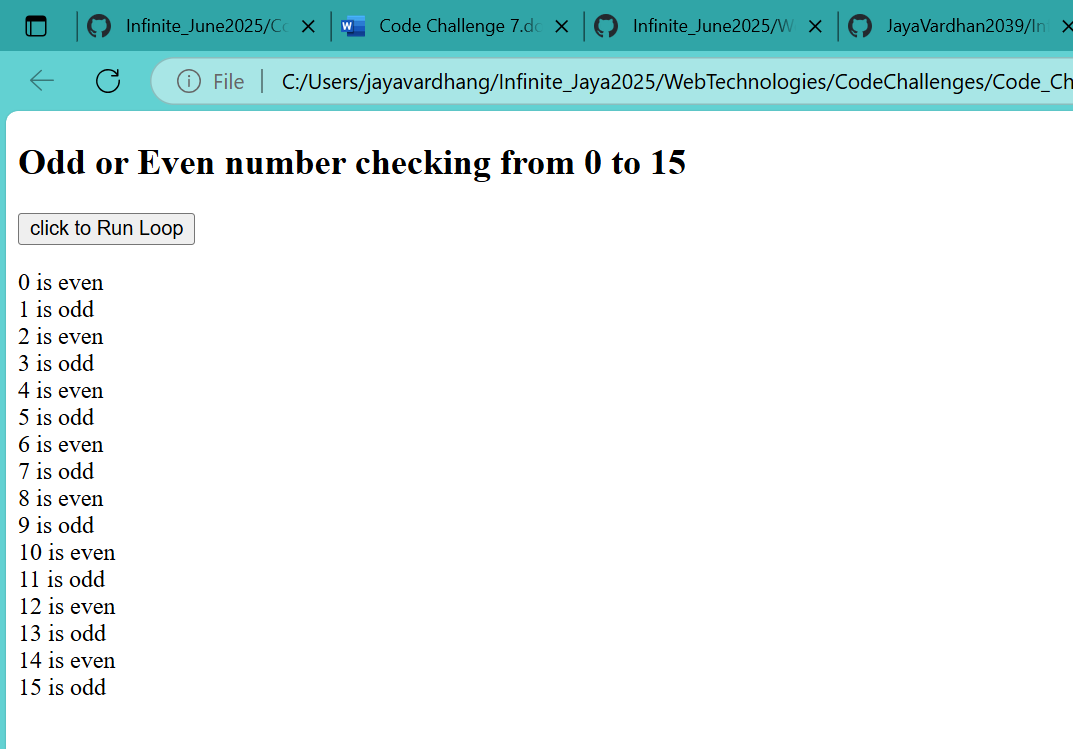 Infinite_June2025/Co
Code Challenge 7.do
Infinite_June2025/W
JayaVardhan2039/Inf
File
C:/Users/jayavardhang/Infinite_Jaya2025/WebTechnologies/CodeChallenges/Code_Ch
Odd or Even number checking from 0 to 15
click to Run Loop
0 is even
1 is odd
2 is even
3 is odd
4 is even
5 is odd
6 is even
7 is odd
8 is even
9 is odd
10 is even
11 is odd
12 is even
13 is odd
14 is even
15 is odd